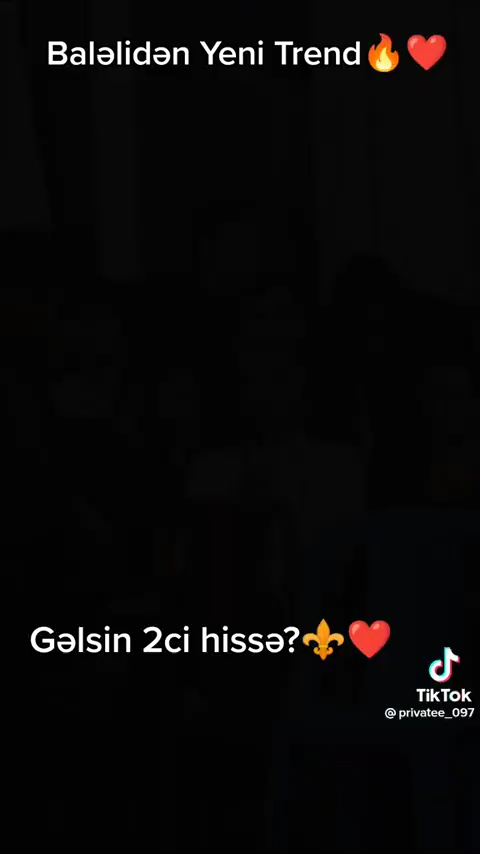 Baləlidən Yeni Trend🔥❤️
Gəlsin 2ci hissə?⚜️❤️
TikTok
@privatee_097